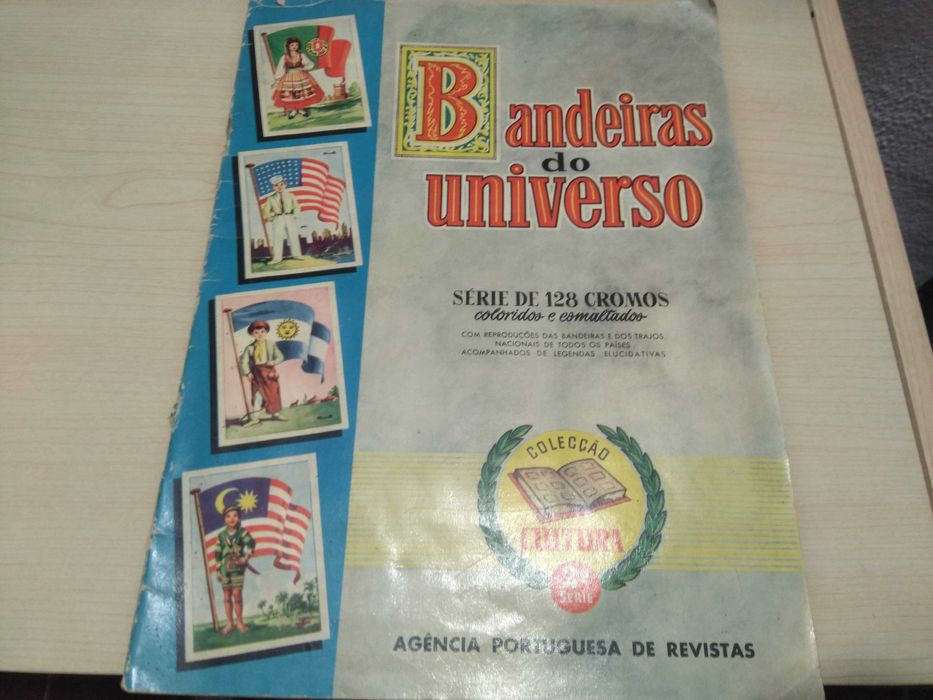 Bandeiras
do
universo
SÉRIE DE 128 CROMOS
coloridos e esmaltados
COM REPRODUÇÕES DAS BANDEIRAS E DOS TRAJOS
NACIONAIS DE TODOS OS PAÍSES
ACOMPANHADOS DE LEGENDAS ELUCIDATIVAS
COLECÇÃO
CULTURA
2ª
SÉRIE
AGÊNCIA PORTUGUESA DE REVISTAS